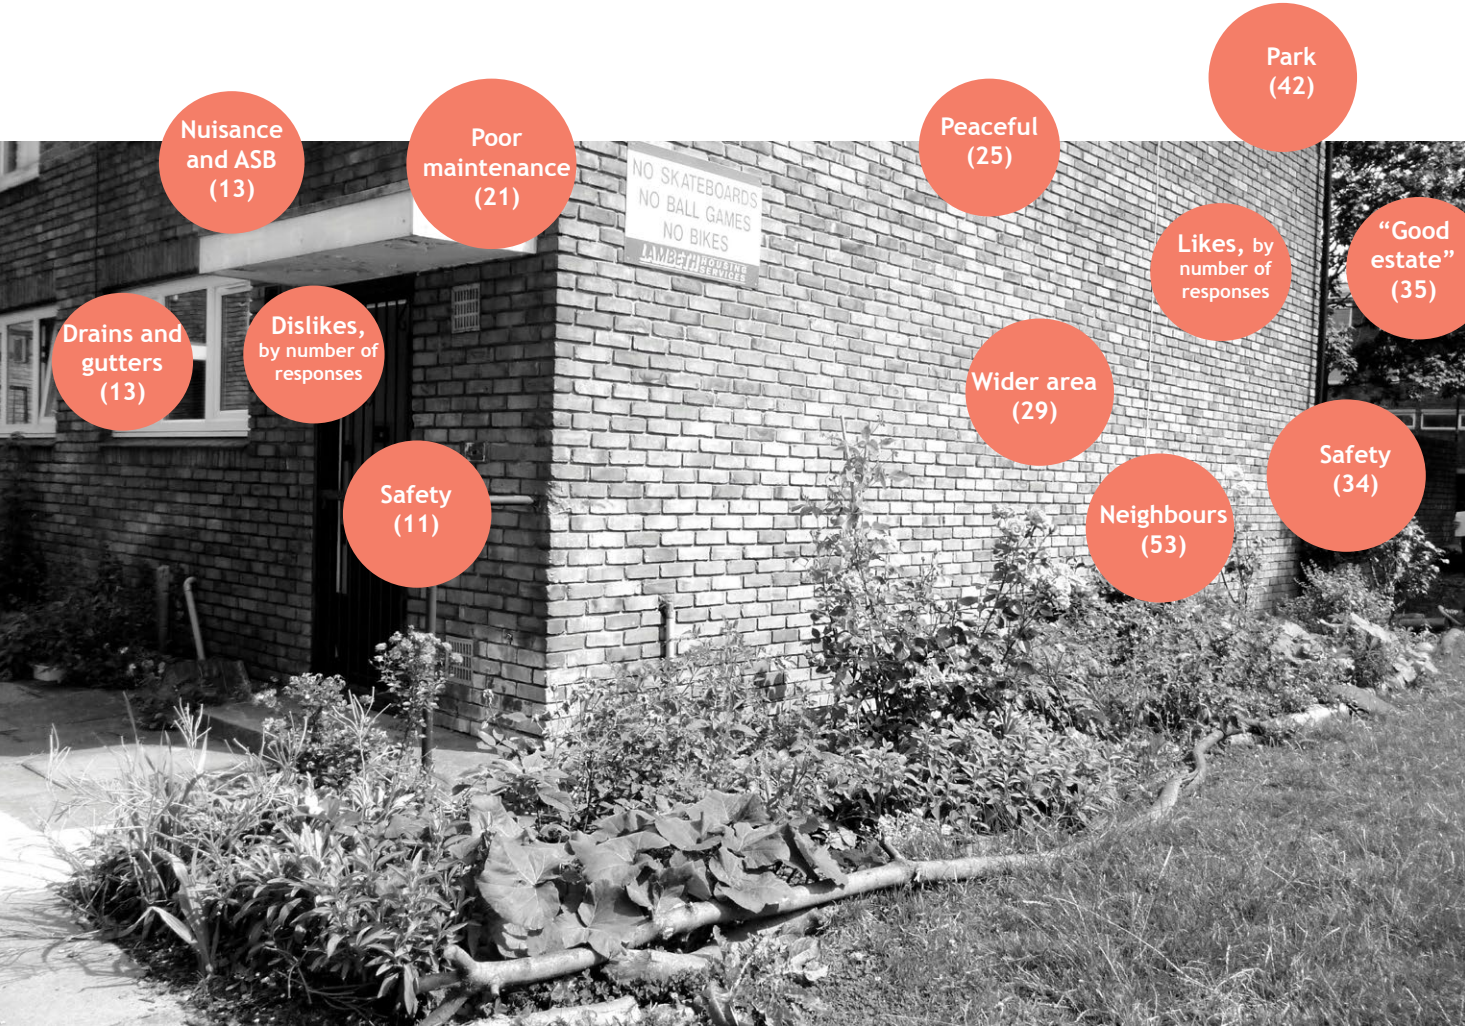 Park
(42)
Nuisance
and ASB
(13)
Poor
maintenance
(21)
Peaceful
(25)
NO SKATEBOARDS
NO BALL GAMES
NO BIKES
LAMBETH HOUSING
SERVICES
Likes, by
number of
responses
“Good
estate”
(35)
Drains and
gutters
(13)
Dislikes,
by number of
responses
Wider area
(29)
Safety
(11)
Neighbours
(53)
Safety
(34)